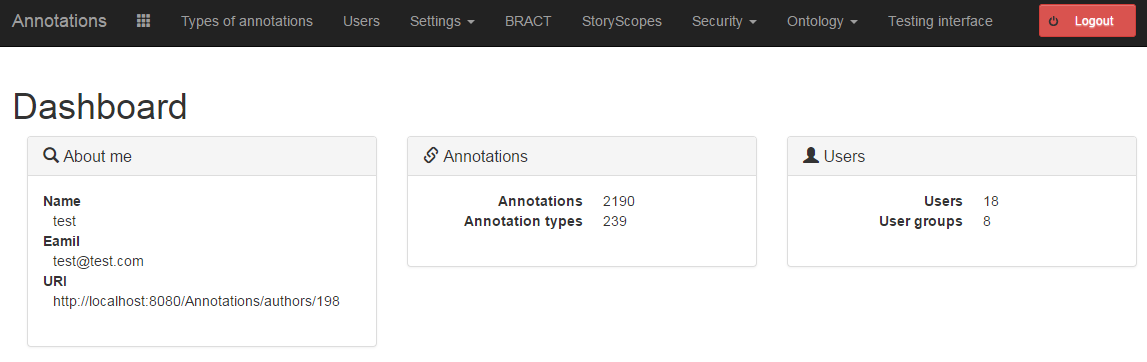 Annotations Types of annotations Users Settings BRACT StoryScopes Security Ontology Testing interface Logout
Dashboard
About me
Name
test
Eamil
test@test.com
URI
http://localhost:8080/Annotations/authors/198
Annotations
Annotations 2190
Annotation types 239
Users
Users 18
User groups 8